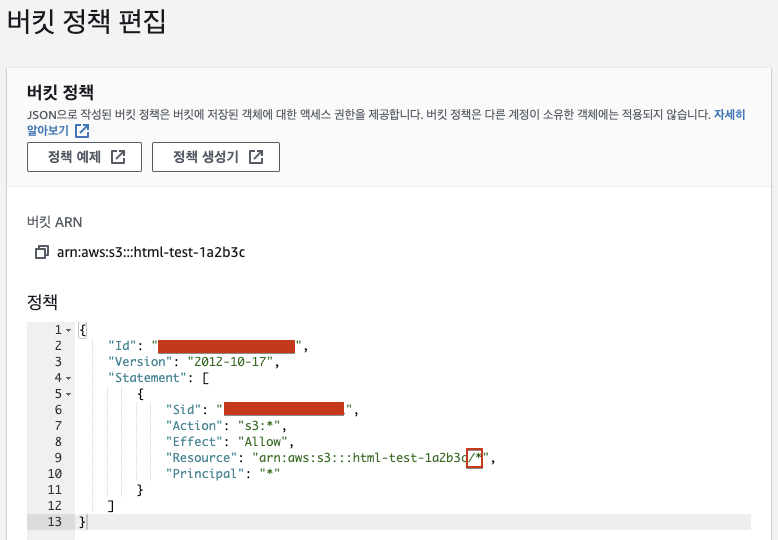 버킷 정책 편집
버킷 정책
JSON으로 작성된 버킷 정책은 버킷에 저장된 객체에 대한 액세스 권한을 제공합니다. 버킷 정책은 다른 계정이 소유한 객체에는 적용되지 않습니다. 자세히
알아보기
정책 예제 정책 생성기
버킷 ARN
arn:aws:s3:::html-test-1a2b3c
정책
1 {
2 "Id": "",
3 "Version": "2012-10-17",
4 "Statement": [
5 {
6 "Sid": "",
7 "Action": "s3:*",
8 "Effect": "Allow",
9 "Resource": "arn:aws:s3:::html-test-1a2b3c/*",
10 "Principal": "*"
11 }
12 ]
13 }